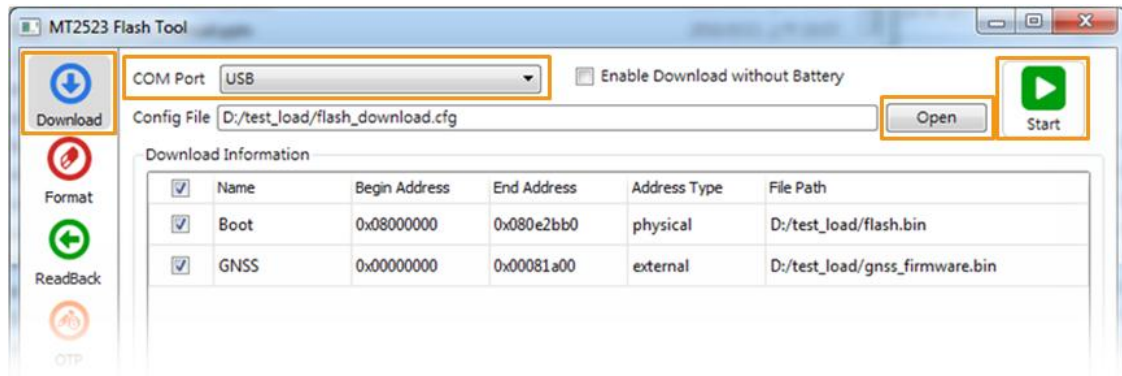 MT2523 Flash Tool
Download
Format
ReadBack
OTP
COM Port USB Enable Download without Battery
Config File D:/test_load/flash_download.cfg Open Start
Download Information
Name Begin Address End Address Address Type File Path
Boot 0x08000000 0x080e2bb0 physical D:/test_load/flash.bin
GNSS 0x00000000 0x00081a00 external D:/test_load/gnss_firmware.bin